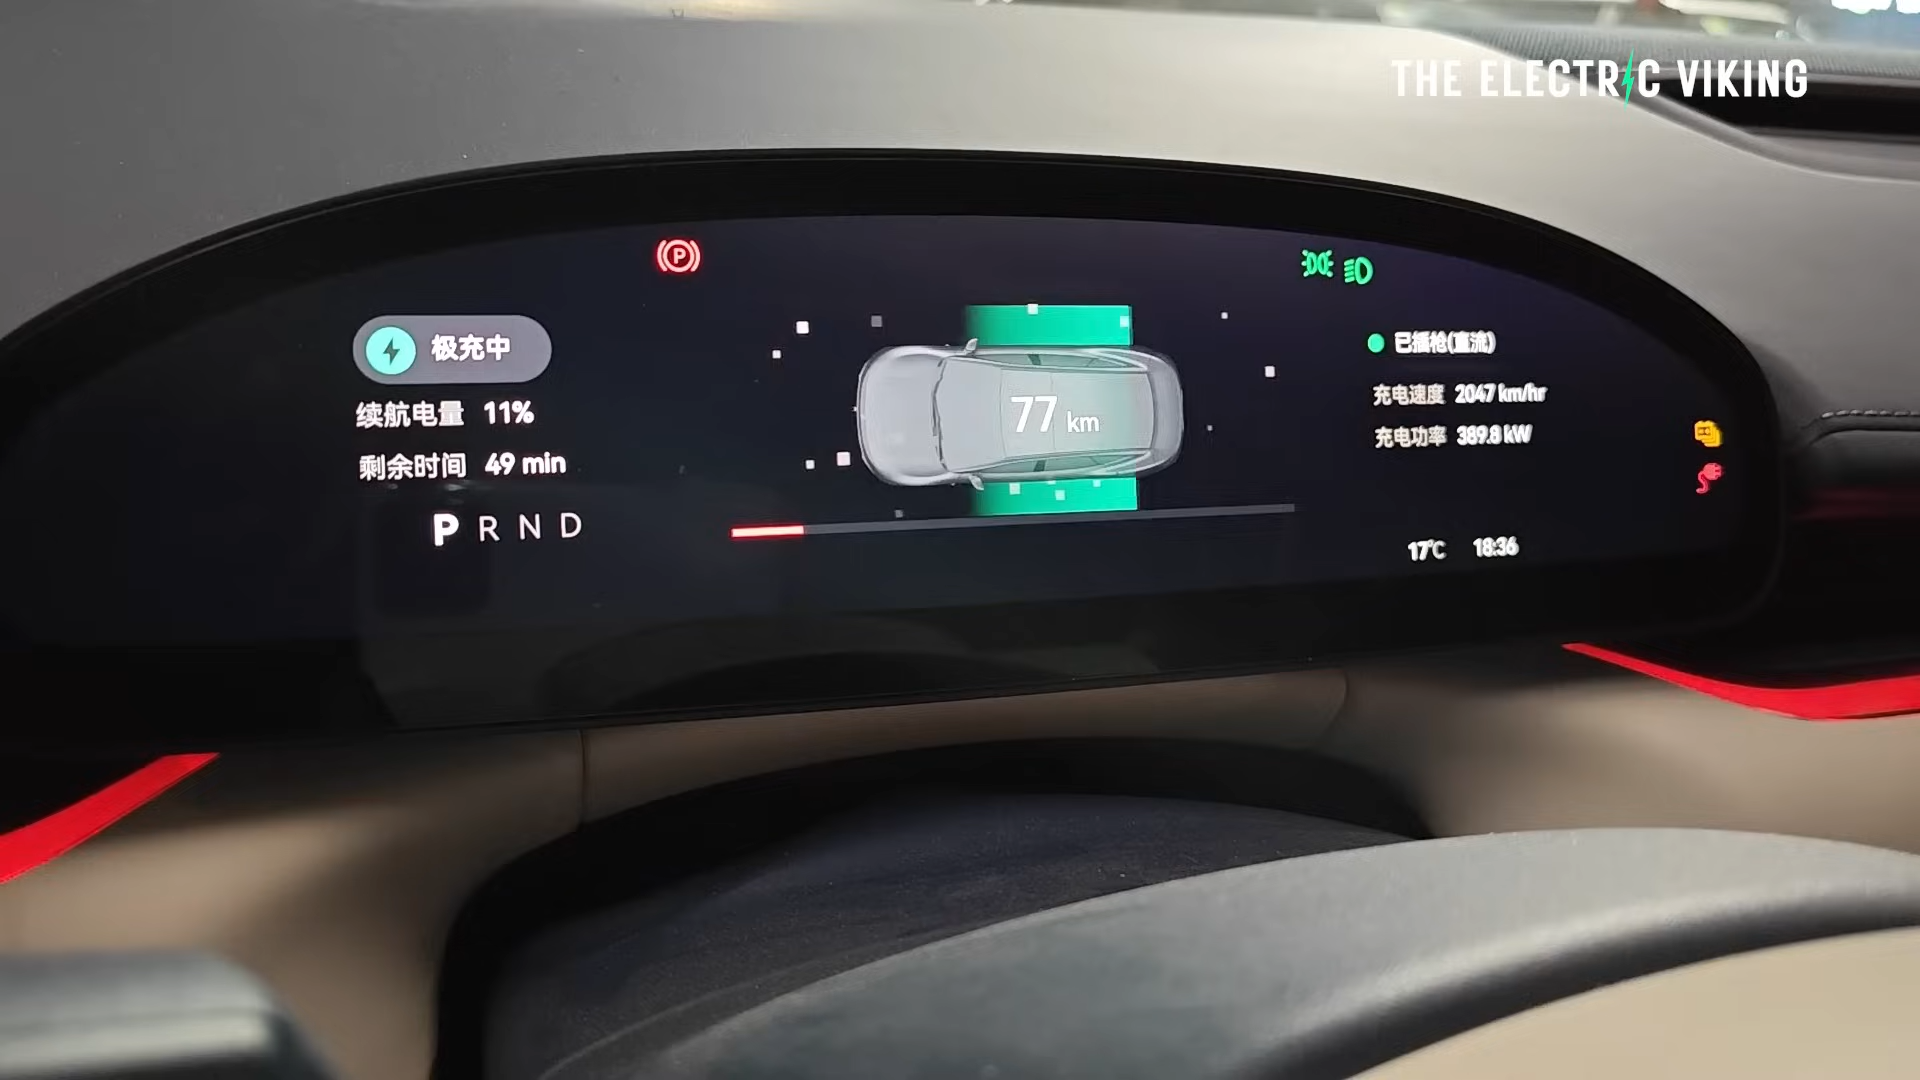 THE ELECTRIC VIKING
极充中
续航电量 11%
剩余时间 49 min
P R N D
77 km
已插枪(直流)
充电速度 2047 km/hr
充电功率 389.8 kW
17℃ 18:36